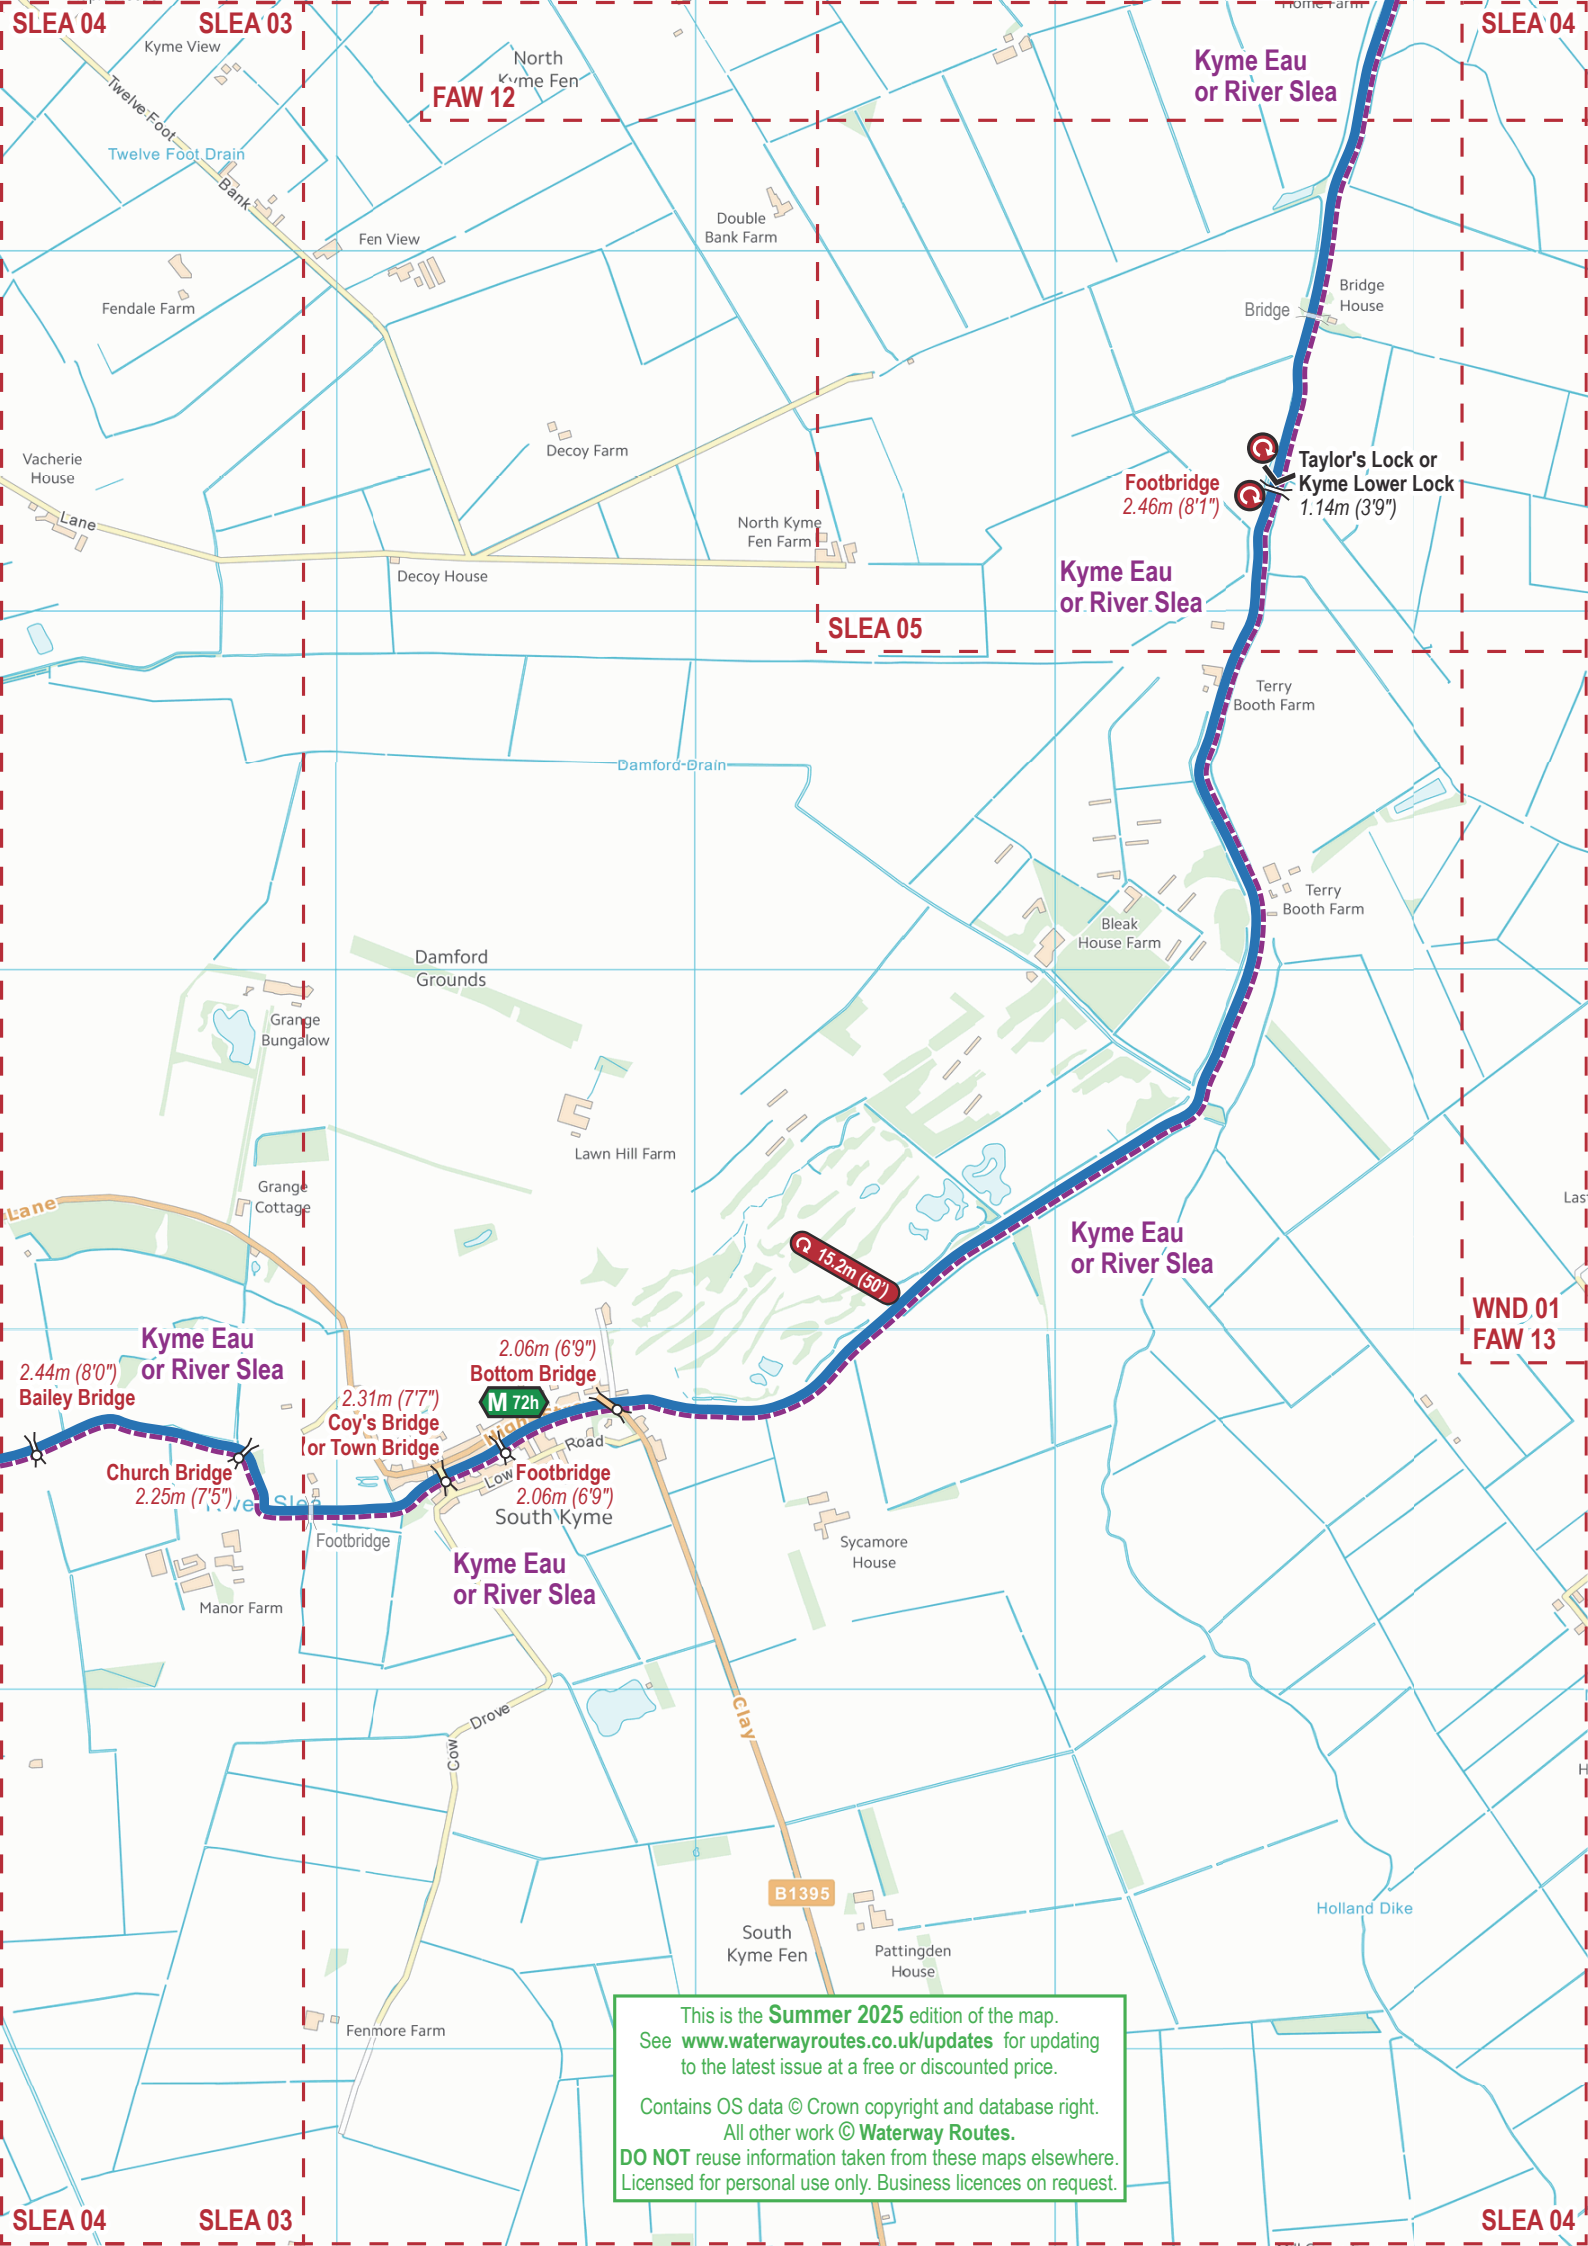 SLEA 04
SLEA 03
Kyme View
North
Kyme Fen
FAW 12
Kyme Eau
or River Slea
SLEA 04
Twelve Foot
Bank
Twelve Foot Drain
Fen View
Double
Bank Farm
Fendale Farm
Bridge
Bridge
House
Decoy Farm
Vacherie
House
Lane
Footbridge
2.46m (8'1")
Taylor's Lock or
Kyme Lower Lock
1.14m (3'9")
North Kyme
Fen Farm
Decoy House
Kyme Eau
or River Slea
SLEA 05
Terry
Booth Farm
Damford Drain
Terry
Booth Farm
Bleak
House Farm
Damford
Grounds
Grange
Bungalow
Lawn Hill Farm
Grange
Cottage
Lane
Kyme Eau
or River Slea
15.2m (50')
WND 01
FAW 13
Kyme Eau
or River Slea
2.44m (8'0")
Bailey Bridge
2.06m (6'9")
Bottom Bridge
M 72h
2.31m (7'7")
Coy's Bridge
or Town Bridge
Road
Low
Church Bridge
2.25m (7'5")
Footbridge
2.06m (6'9")
South Kyme
Footbridge
Sycamore
House
Kyme Eau
or River Slea
Manor Farm
Clay
Drove
Cow
B1395
South
Kyme Fen
Pattingden
House
Holland Dike
Fenmore Farm
This is the Summer 2025 edition of the map.
See www.waterwayroutes.co.uk/updates for updating
to the latest issue at a free or discounted price.
Contains OS data © Crown copyright and database right.
All other work © Waterway Routes.
DO NOT reuse information taken from these maps elsewhere.
Licensed for personal use only. Business licences on request.
SLEA 04
SLEA 03
SLEA 04